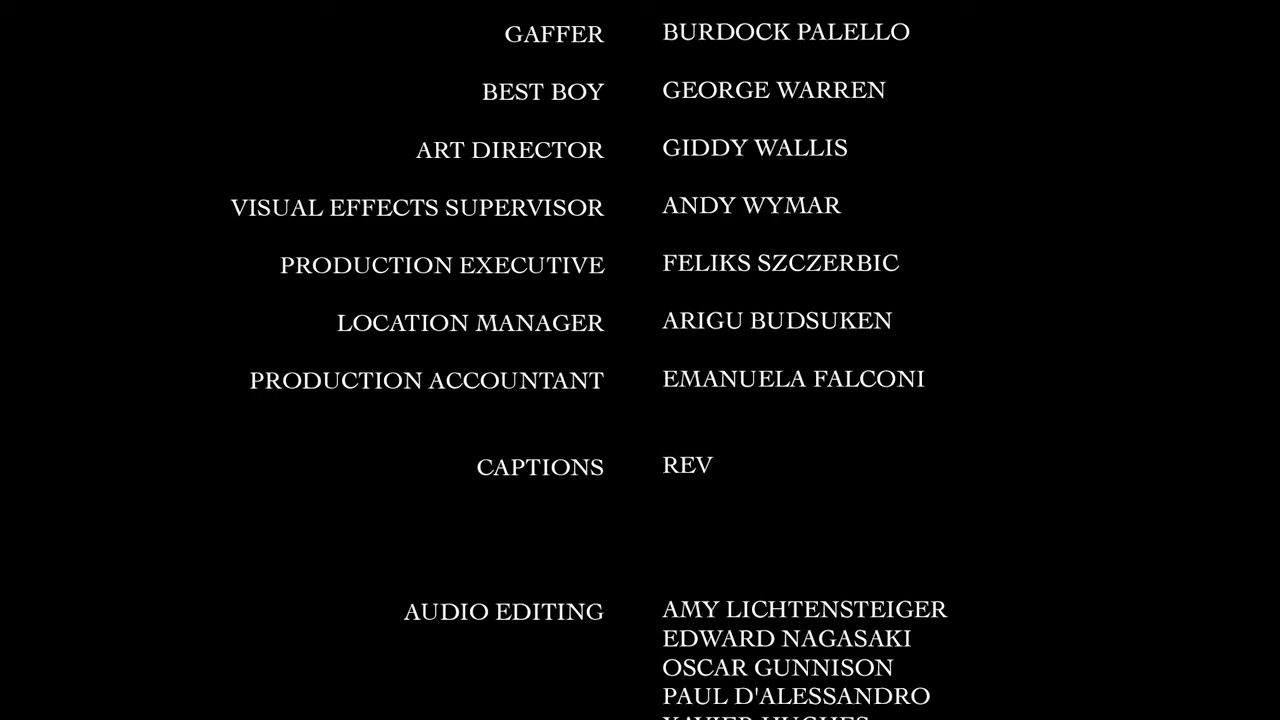 GAFFER BURDOCK PALELLO
BEST BOY GEORGE WARREN
ART DIRECTOR GIDDY WALLIS
VISUAL EFFECTS SUPERVISOR ANDY WYMAR
PRODUCTION EXECUTIVE FELIKS SZCZERBIC
LOCATION MANAGER ARIGU BUDSUKEN
PRODUCTION ACCOUNTANT EMANUELA FALCONI
CAPTIONS REV
AUDIO EDITING AMY LICHTENSTEIGER
EDWARD NAGASAKI
OSCAR GUNNISON
PAUL D'ALESSANDRO